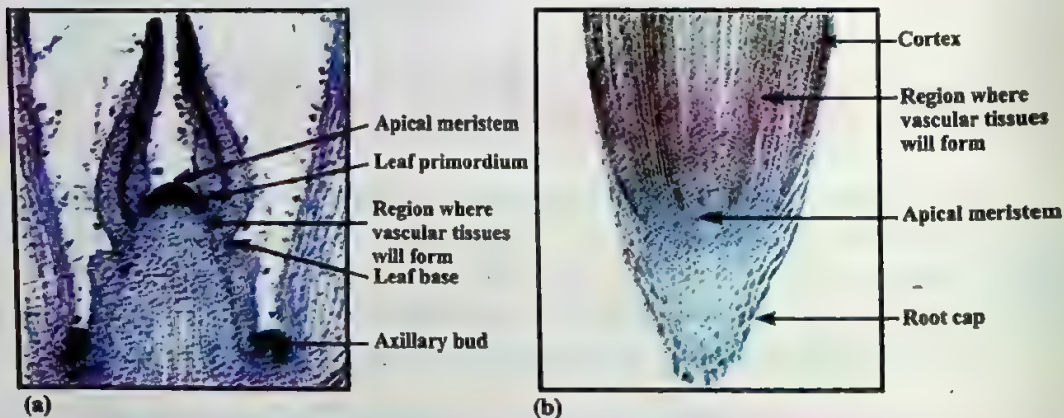 Apical meristem
Leaf primordium
Region where
vascular tissues
will form
Leaf base
Axillary bud
(a)
Cortex
Region where
vascular tissues
will form
Apical meristem
Root cap
(b)